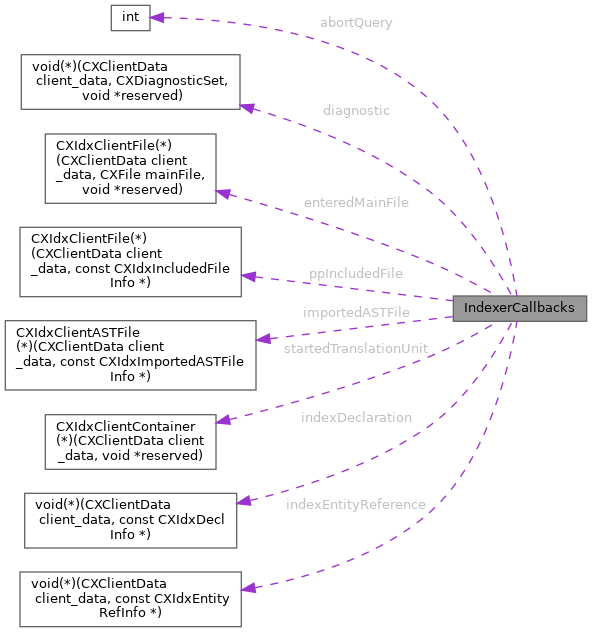 int
abortQuery
void(*)(CXClientData
client_data, CXDiagnosticSet,
void *reserved)
diagnostic
CXIdxClientFile(*)
(CXClientData client
_data, CXFile mainFile,
void *reserved)
enteredMainFile
CXIdxClientFile(*)
(CXClientData client
_data, const CXIdxIncludedFile
Info *)
ppIncludedFile
IndexerCallbacks
importedASTFile
CXIdxClientASTFile
(*)(CXClientData client
_data, const CXIdxImportedASTFile
Info *)
startedTranslationUnit
CXIdxClientContainer
(*)(CXClientData client
_data, void *reserved)
indexDeclaration
void(*)(CXClientData
client_data, const CXIdxDecl
Info *)
indexEntityReference
void(*)(CXClientData
client_data, const CXIdxEntity
RefInfo *)